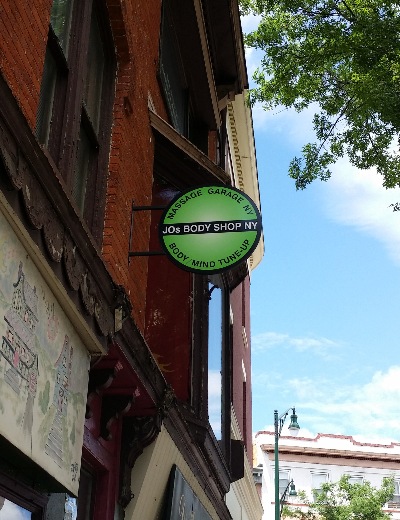 MASSAGE GARAGE NY
JOs BODY SHOP NY
BODY MIND TUNE-UP